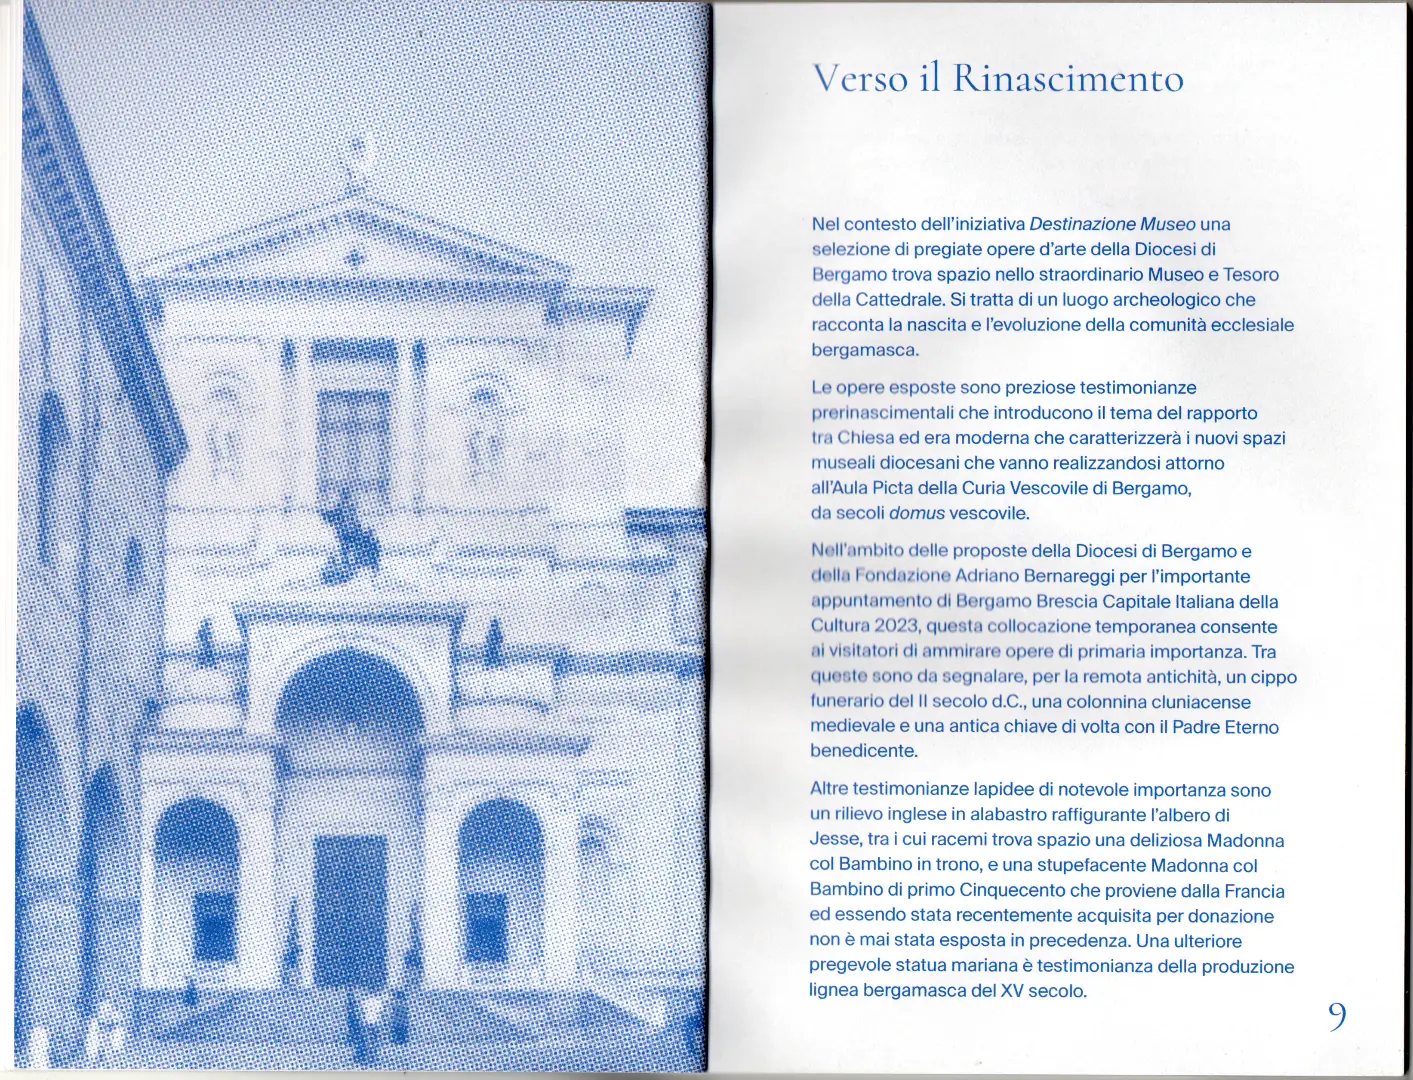 Verso il Rinascimento
Nel contesto dell'iniziativa Destinazione Museo una
selezione di pregiate opere d'arte della Diocesi di
Bergamo trova spazio nello straordinario Museo e Tesoro
della Cattedrale. Si tratta di un luogo archeologico che
racconta la nascita e l'evoluzione della comunità ecclesiale
bergamasca.
Le opere esposte sono preziose testimonianze
prerinascimentali che introducono il tema del rapporto
tra Chiesa ed era moderna che caratterizzerà i nuovi spazi
museali diocesani che vanno realizzandosi attorno
all'Aula Picta della Curia Vescovile di Bergamo,
da secoli domus vescovile.
Nell'ambito delle proposte della Diocesi di Bergamo e
della Fondazione Adriano Bernareggi per l'importante
appuntamento di Bergamo Brescia Capitale Italiana della
Cultura 2023, questa collocazione temporanea consente
ai visitatori di ammirare opere di primaria importanza. Tra
queste sono da segnalare, per la remota antichità, un cippo
funerario del II secolo d.C., una colonnina cluniacense
medievale e una antica chiave di volta con il Padre Eterno
benedicente.
Altre testimonianze lapidee di notevole importanza sono
un rilievo inglese in alabastro raffigurante l'albero di
Jesse, tra i cui racemi trova spazio una deliziosa Madonna
col Bambino in trono, e una stupefacente Madonna col
Bambino di primo Cinquecento che proviene dalla Francia
ed essendo stata recentemente acquisita per donazione
non è mai stata esposta in precedenza. Una ulteriore
pregevole statua mariana è testimonianza della produzione
lignea bergamasca del XV secolo.
9